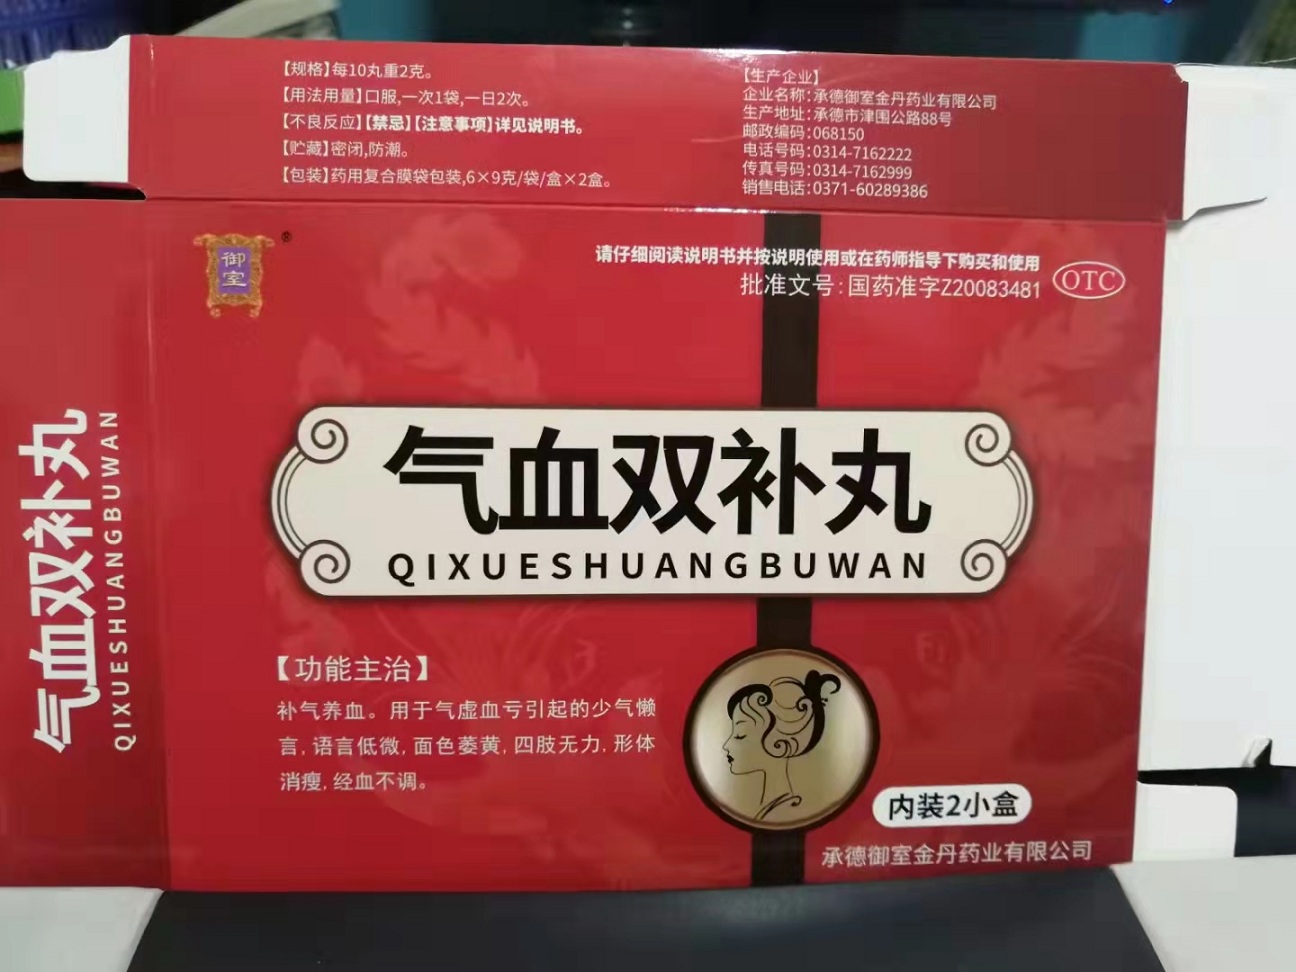 【规格】每10丸重2克。
【用法用量】口服,一次1袋,一日2次。
【不良反应】【禁忌】【注意事项】详见说明书。
【贮藏】密闭,防潮。
【包装】药用复合膜袋包装,6×9克/袋/盒×2盒。
【生产企业】
企业名称:承德御室金丹药业有限公司
生产地址:承德市津围公路88号
邮政编码:068150
电话号码:0314-7162222
传真号码:0314-7162999
销售电话:0371-60289386
御室
®
请仔细阅读说明书并按说明使用或在药师指导下购买和使用
批准文号:国药准字Z20083481
OTC
气血双补丸
QIXUESHUANGBUWAN
【功能主治】
补气养血。用于气虚血亏引起的少气懒
言,语言低微,面色萎黄,四肢无力,形体
消瘦,经血不调。
内装2小盒
承德御室金丹药业有限公司
气血双补丸
QIXUESHUANGBUWAN